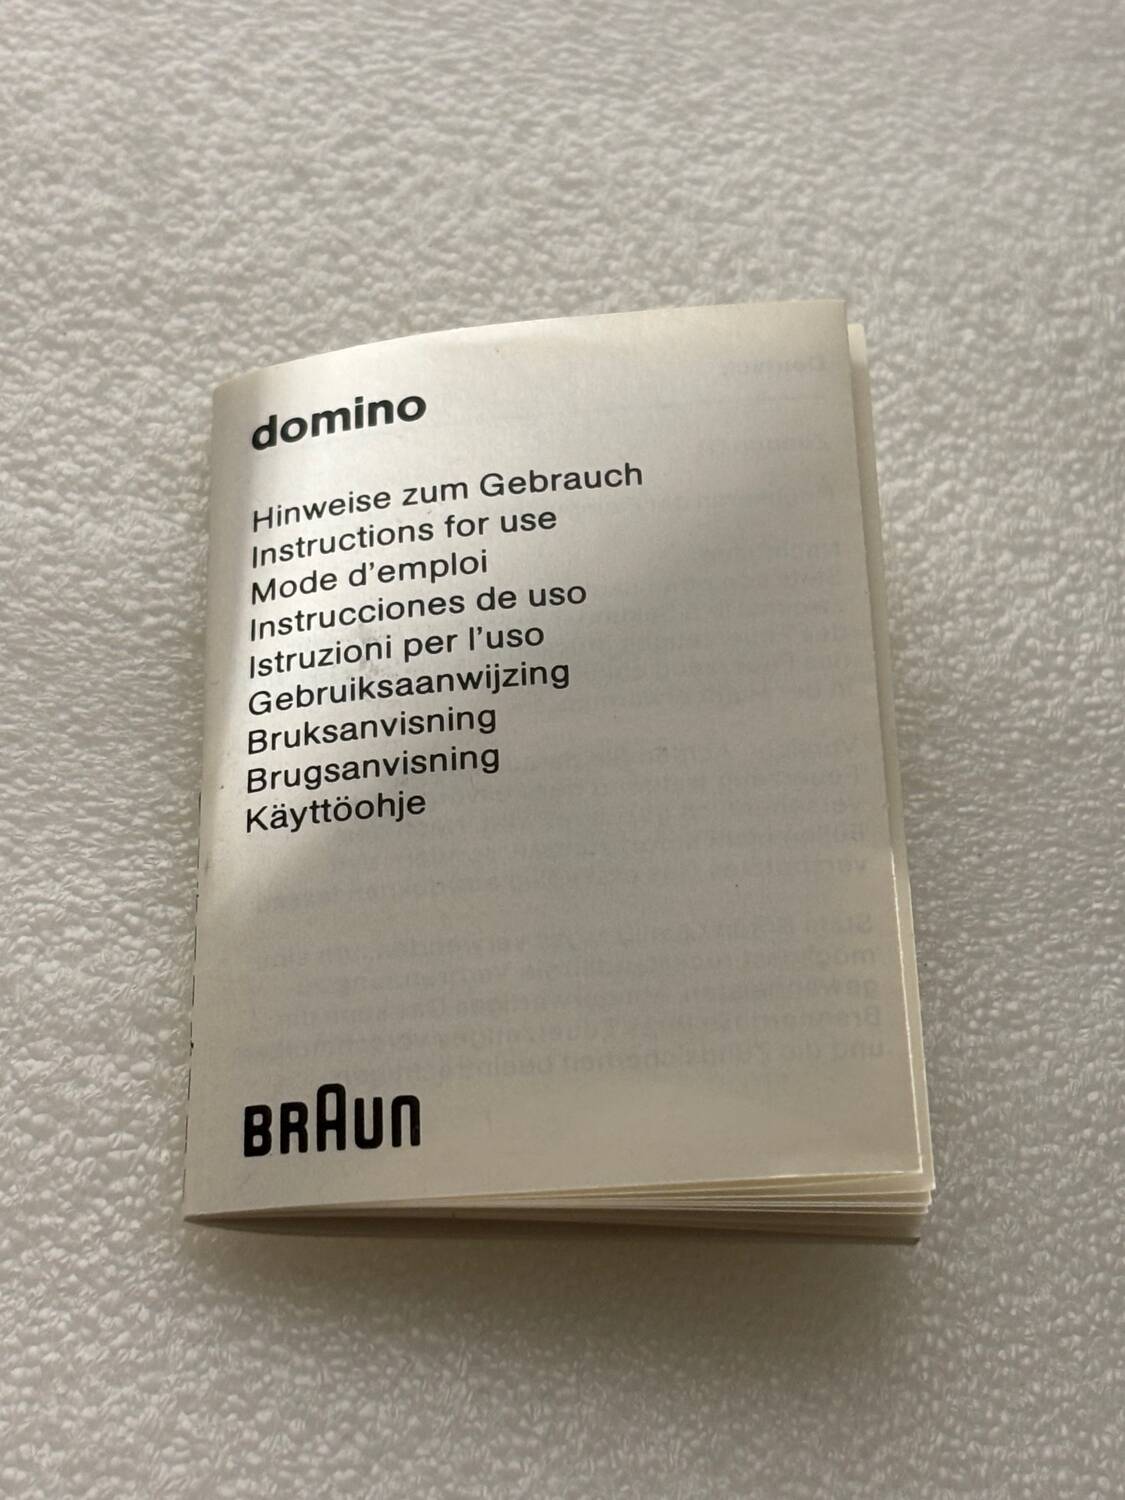 domino
Hinweise zum Gebrauch
Instructions for use
Mode d'emploi
Instrucciones de uso
Istruzioni per l'uso
Gebruiksaanwijzing
Bruksanvisning
Brugsanvisning
Käyttöohje
BRAUN